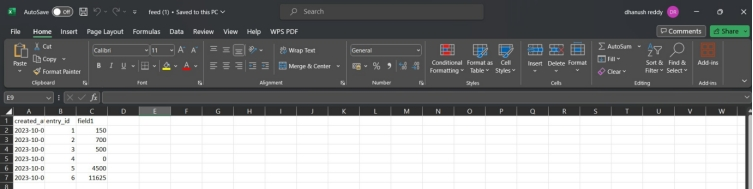 AutoSave Off feed (1) • Saved to this PC Search dhanush reddy DR
File Home Insert Page Layout Formulas Data Review View Help WPS PDF Comments Share
Paste Cut Copy Format Painter
Calibri 11 A A
B I U A
Wrap Text
Merge & Center
General
% 9
Conditional Formatting Format as Table Cell Styles
Insert Delete Format
AutoSum Fill Clear
Sort & Filter Find & Select
Add-ins
Clipboard Font Alignment Number Styles Cells Editing Add-ins
E9 fx
A B C D E F G H I J K L M N O P Q R S T U V W
1 created_a entry_id field1
2 2023-10-0 1 150
3 2023-10-0 2 700
4 2023-10-0 3 500
5 2023-10-0 4 0
6 2023-10-0 5 4500
7 2023-10-0 6 11625
8